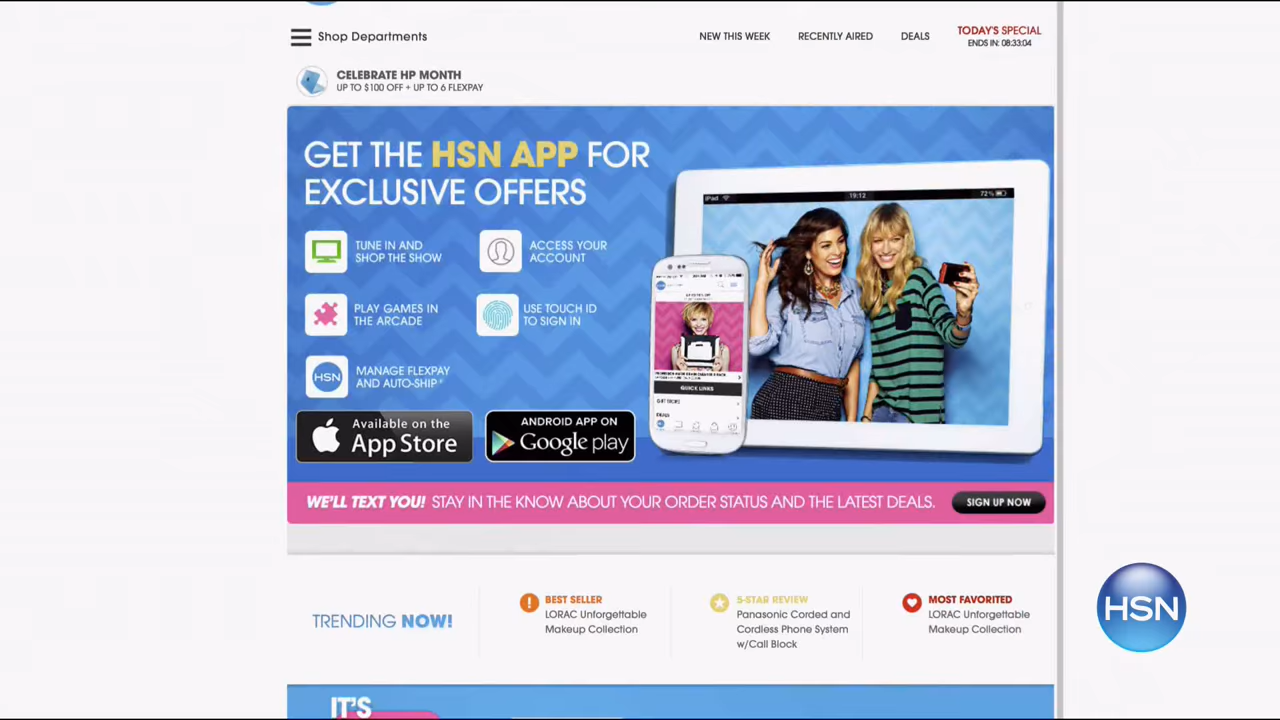 Shop Departments
NEW THIS WEEK
RECENTLY AIRED
DEALS
TODAY'S SPECIAL
ENDS IN: 08:33:04
CELEBRATE HP MONTH
UP TO $100 OFF + UP TO 6 FLEXPAY
GET THE HSN APP FOR
EXCLUSIVE OFFERS
TUNE IN AND
SHOP THE SHOW
ACCESS YOUR
ACCOUNT
PLAY GAMES IN
THE ARCADE
USE TOUCH ID
TO SIGN IN
HSN
MANAGE FLEXPAY
AND AUTO-SHIP
Available on the
App Store
ANDROID APP ON
Google play
iPad
19:12
72%
QUICK LINKS
WE'LL TEXT YOU! STAY IN THE KNOW ABOUT YOUR ORDER STATUS AND THE LATEST DEALS.
SIGN UP NOW
TRENDING NOW!
BEST SELLER
LORAC Unforgettable
Makeup Collection
5-STAR REVIEW
Panasonic Corded and
Cordless Phone System
w/Call Block
MOST FAVORITED
LORAC Unforgettable
Makeup Collection
HSN
IT'S